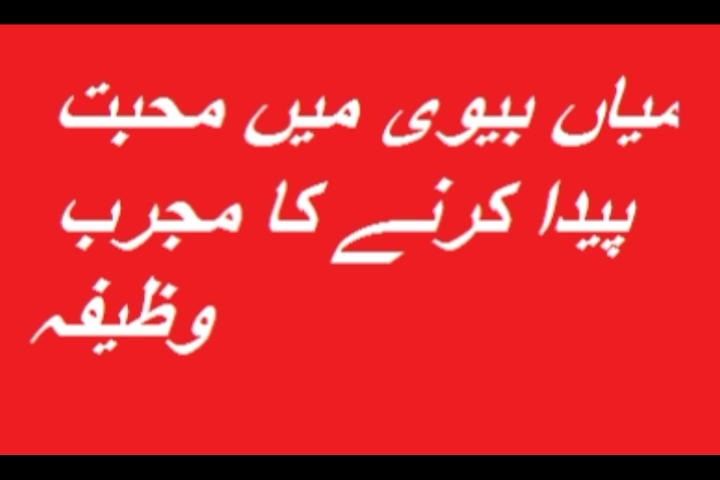 میاں بیوی میں محبت
پیدا کرنے کا مجرب
وظیفہ